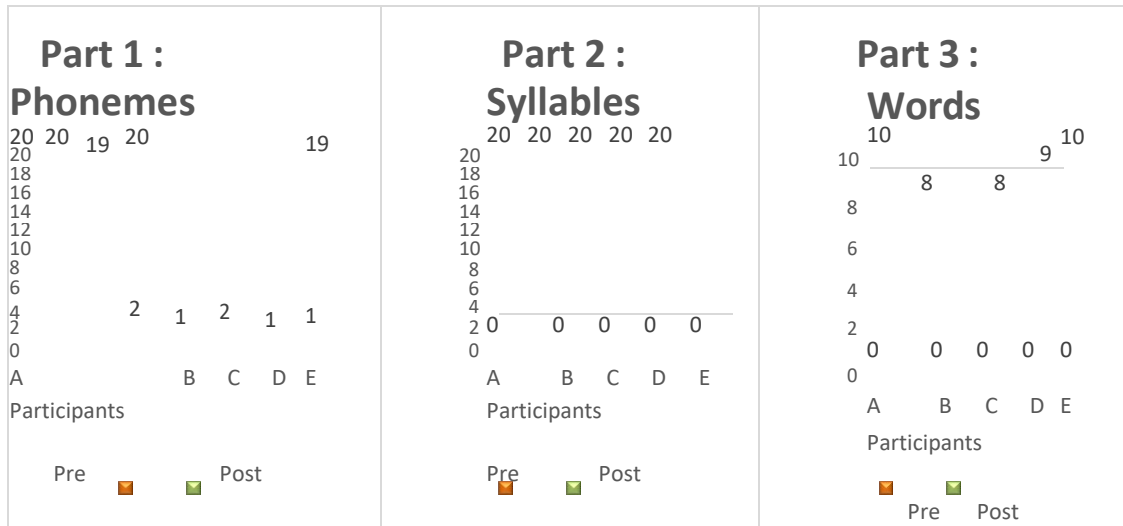 Part 1 :
Phonemes
20 20 19 20 19
20
18
16
14
12
10
8
6
4
2
0
2 1 2 1 1
A B C D E
Participants
Pre Post
Part 2 :
Syllables
20 20 20 20 20
20
18
16
14
12
10
8
6
4
2
0
0 0 0 0 0
A B C D E
Participants
Pre Post
Part 3 :
Words
10 8 8 9 10
10
8
6
4
2
0
0 0 0 0 0
A B C D E
Participants
Pre Post